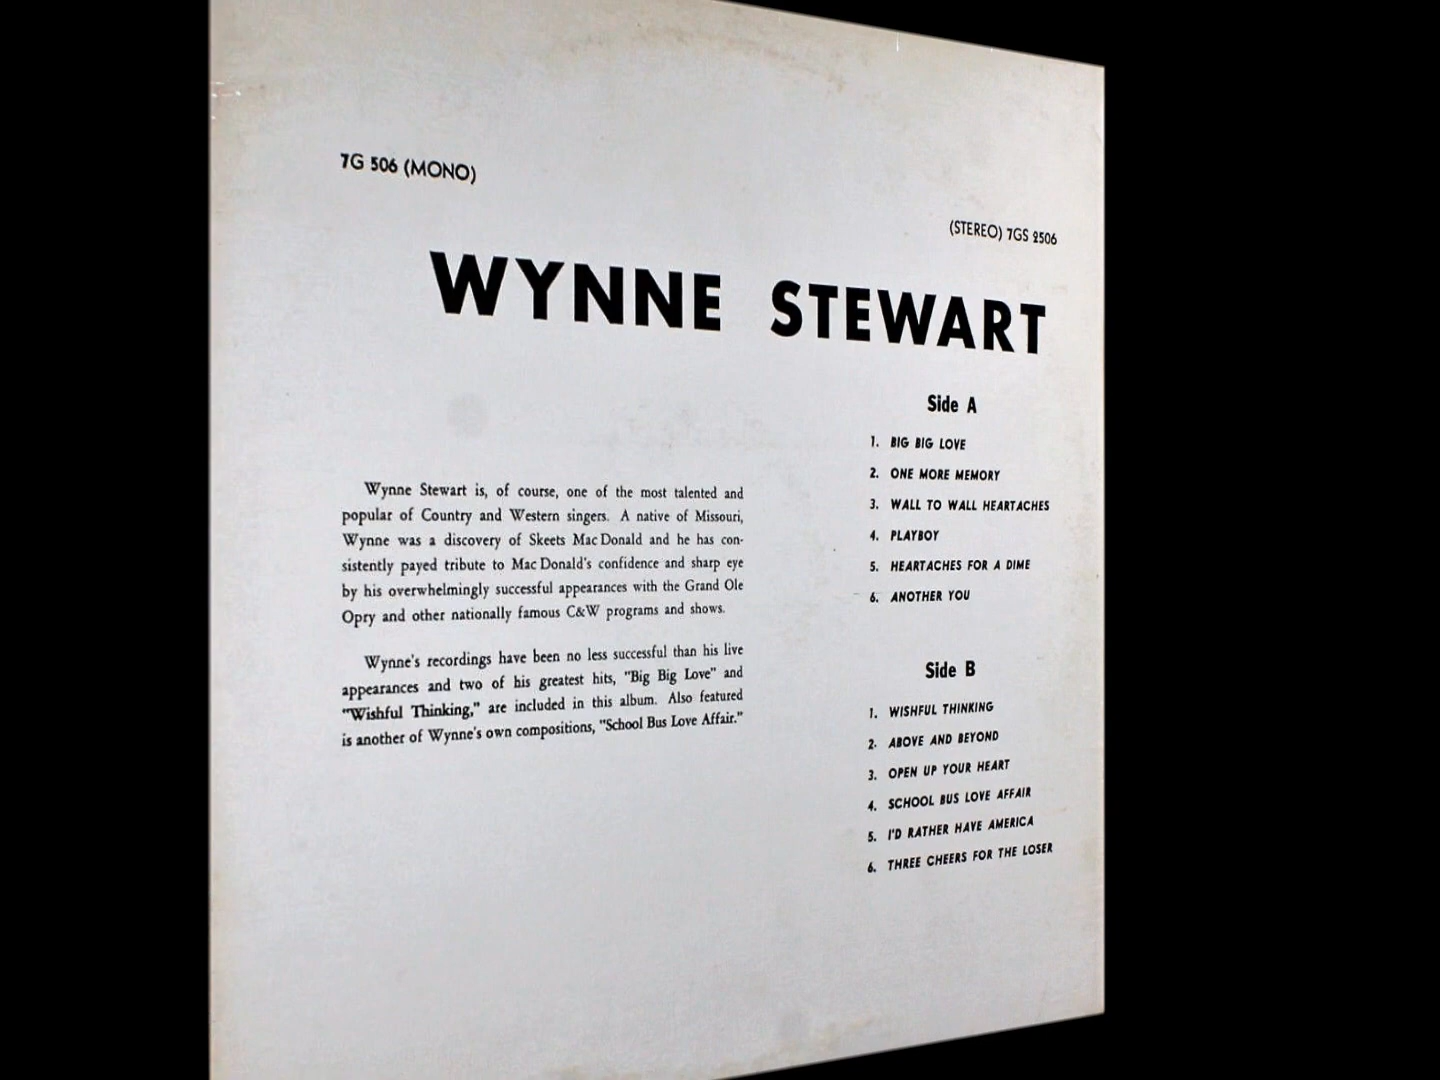 7G 506 (MONO)
(STEREO) 7GS 2506
WYNNE STEWART
Wynne Stewart is, of course, one of the most talented and
popular of Country and Western singers. A native of Missouri,
Wynne was a discovery of Skeets Mac Donald and he has con-
sistently payed tribute to Mac Donald's confidence and sharp eye
by his overwhelmingly successful appearances with the Grand Ole
Opry and other nationally famous C&W programs and shows.
Wynne's recordings have been no less successful than his live
appearances and two of his greatest hits, "Big Big Love" and
"Wishful Thinking," are included in this album. Also featured
is another of Wynne's own compositions, "School Bus Love Affair."
Side A
1. BIG BIG LOVE
2. ONE MORE MEMORY
3. WALL TO WALL HEARTACHES
4. PLAYBOY
5. HEARTACHES FOR A DIME
6. ANOTHER YOU
Side B
1. WISHFUL THINKING
2. ABOVE AND BEYOND
3. OPEN UP YOUR HEART
4. SCHOOL BUS LOVE AFFAIR
5. I'D RATHER HAVE AMERICA
6. THREE CHEERS FOR THE LOSER